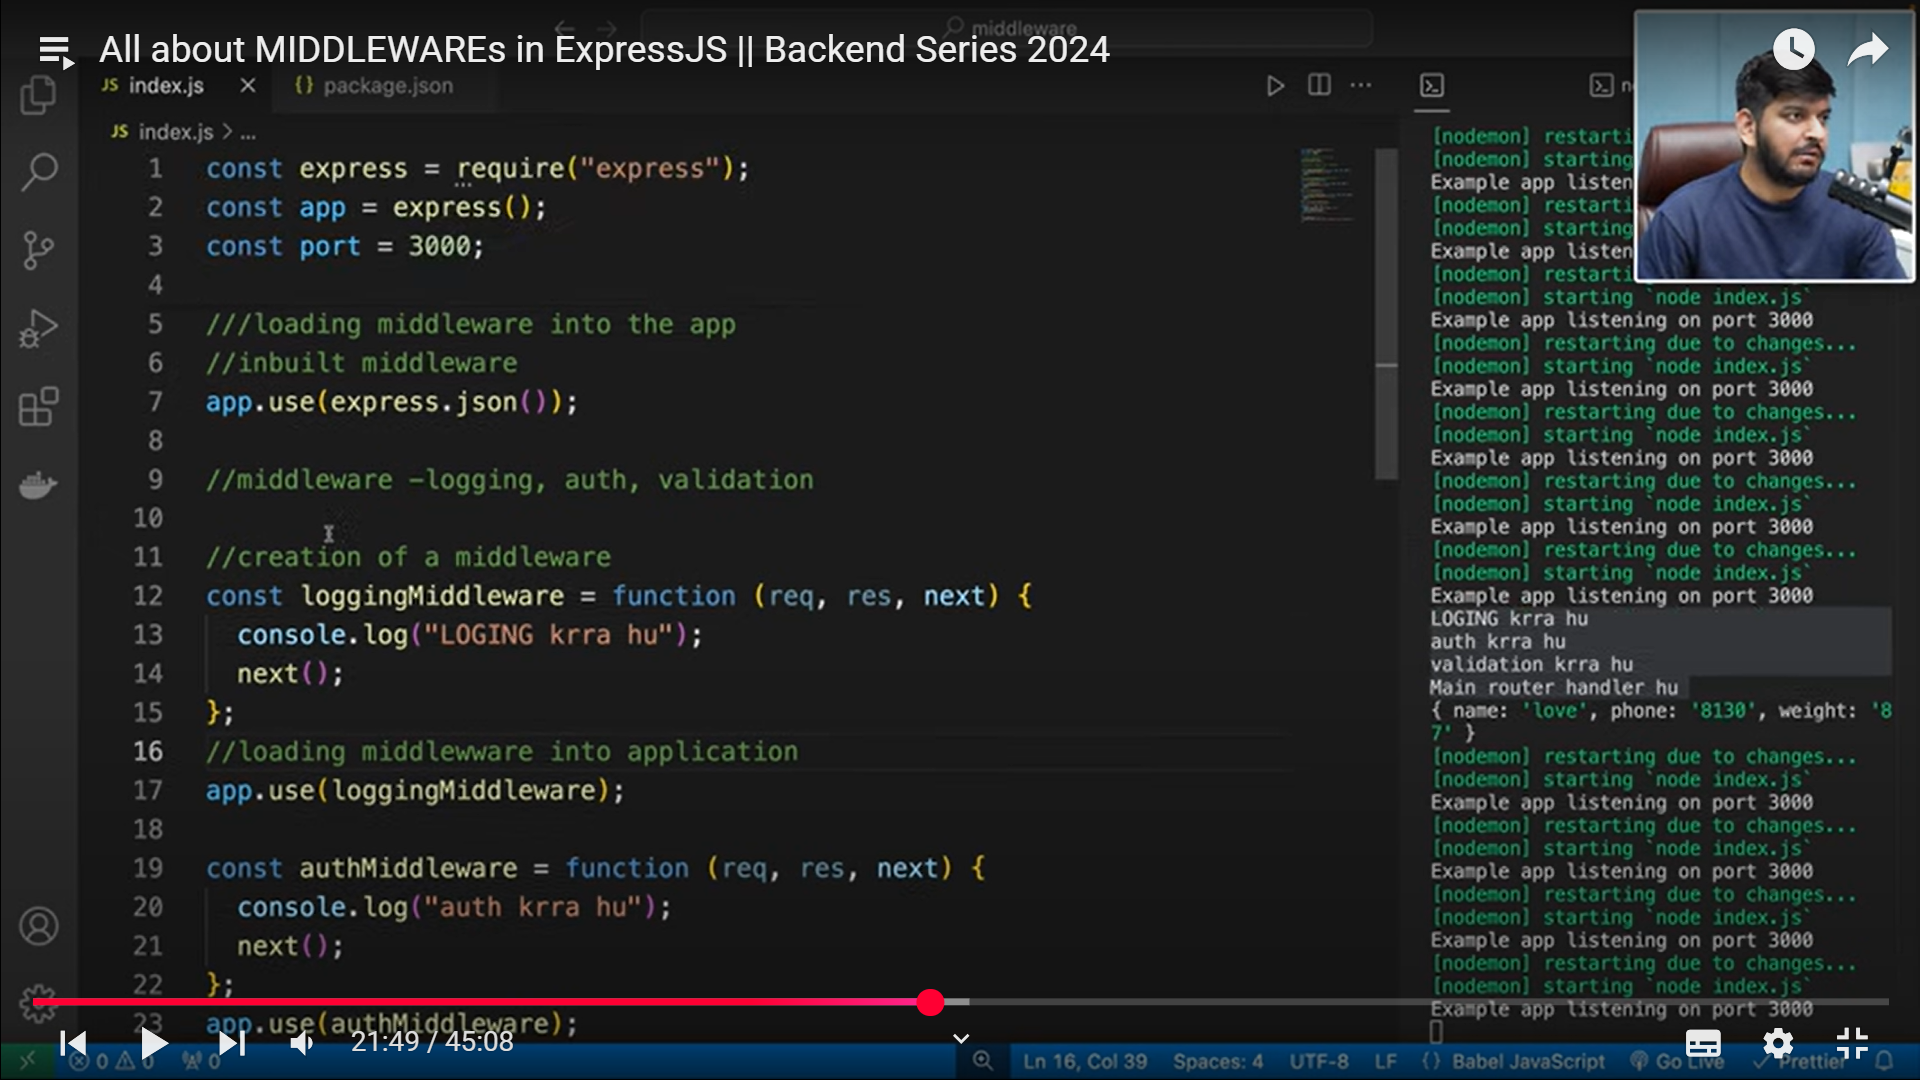 middleware
All about MIDDLEWAREs in ExpressJS || Backend Series 2024
JS index.js
{} package.json
JS index.js > ...
1 const express = require("express");
2 const app = express();
3 const port = 3000;
4
5 ///loading middleware into the app
6 //inbuilt middleware
7 app.use(express.json());
8
9 //middleware -logging, auth, validation
10
11 //creation of a middleware
12 const loggingMiddleware = function (req, res, next) {
13 console.log("LOGING krra hu");
14 next();
15 };
16 //loading middlewware into application
17 app.use(loggingMiddleware);
18
19 const authMiddleware = function (req, res, next) {
20 console.log("auth krra hu");
21 next();
22 };
23 app.use(authMiddleware);
[nodemon] restarti
[nodemon] starting
Example app listen
[nodemon] restarti
[nodemon] starting
Example app listen
[nodemon] restarti
[nodemon] starting `node index.js`
Example app listening on port 3000
[nodemon] restarting due to changes...
[nodemon] starting `node index.js`
Example app listening on port 3000
[nodemon] restarting due to changes...
[nodemon] starting `node index.js`
Example app listening on port 3000
[nodemon] restarting due to changes...
[nodemon] starting `node index.js`
Example app listening on port 3000
[nodemon] restarting due to changes...
[nodemon] starting `node index.js`
Example app listening on port 3000
LOGING krra hu
auth krra hu
validation krra hu
Main router handler hu
{ name: 'love', phone: '8130', weight: '8
7' }
[nodemon] restarting due to changes...
[nodemon] starting `node index.js`
Example app listening on port 3000
[nodemon] restarting due to changes...
[nodemon] starting `node index.js`
Example app listening on port 3000
[nodemon] restarting due to changes...
[nodemon] starting `node index.js`
Example app listening on port 3000
[nodemon] restarting due to changes...
[nodemon] starting `node index.js`
Example app listening on port 3000
21:49 / 45:08
0 0 0 Ln 16, Col 39 Spaces: 4 UTF-8 LF {} Babel JavaScript Go Live Prettier